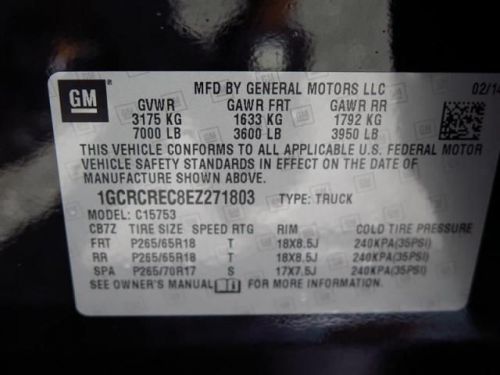 GM
MFD BY GENERAL MOTORS LLC 02/14
GVWR GAWR FRT GAWR RR
3175 KG 1633 KG 1792 KG
7000 LB 3600 LB 3950 LB
THIS VEHICLE CONFORMS TO ALL APPLICABLE U.S. FEDERAL MOTOR
VEHICLE SAFETY STANDARDS IN EFFECT ON THE DATE OF
MANUFACTURE SHOWN ABOVE.
1GCRCREC8EZ271803 TYPE: TRUCK
MODEL: C15753
CB7Z TIRE SIZE SPEED RTG RIM COLD TIRE PRESSURE
FRT P265/65R18 T 18X8.5J 240KPA(35PSI)
RR P265/65R18 T 18X8.5J 240KPA(35PSI)
SPA P265/70R17 S 17X7.5J 240KPA(35PSI)
SEE OWNER'S MANUAL FOR MORE INFORMATION.